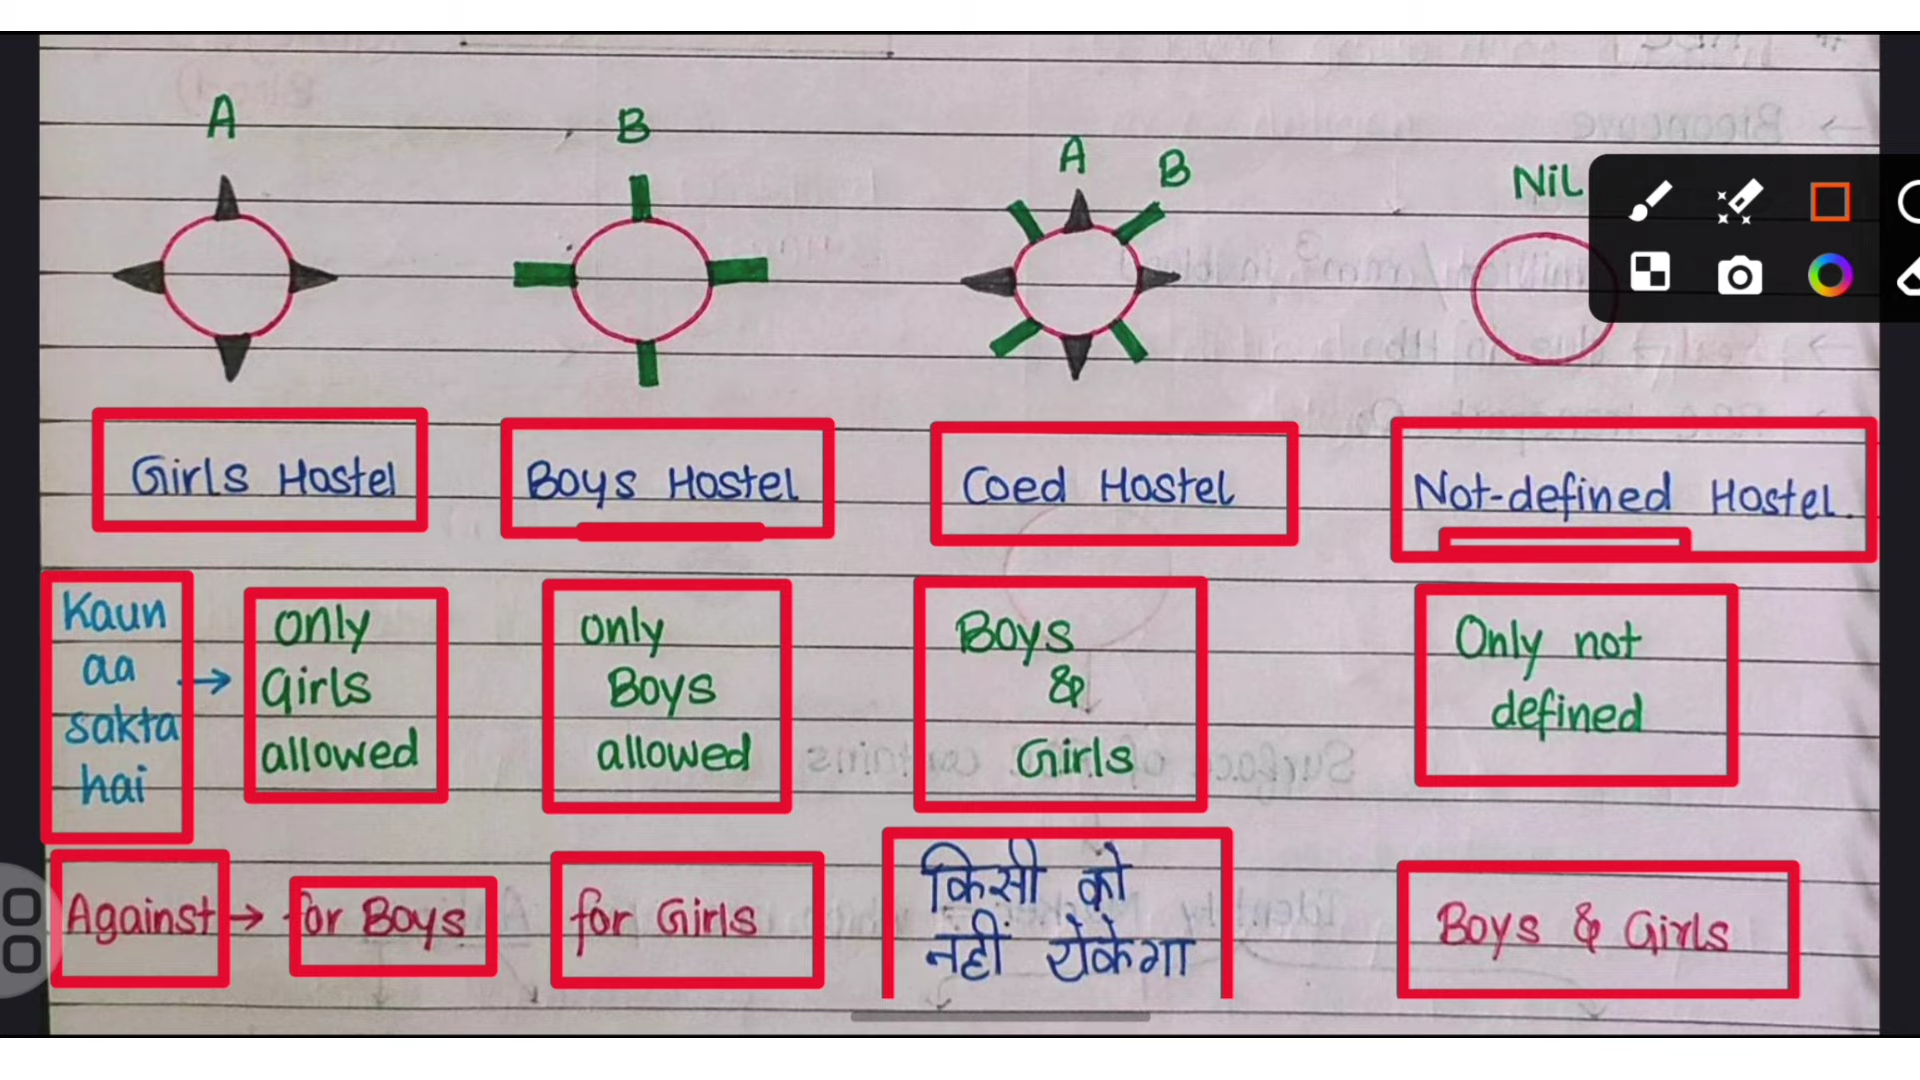 A
B
A
B
NiL
Girls Hostel
Boys Hostel
Coed Hostel
Not-defined Hostel.
Kaun
aa
sakta
hai
→
only
Girls
allowed
only
Boys
allowed
Boys
&
Girls
Only not
defined
Against →
for Boys
for Girls
किसी को
नहीं रोकेगा
Boys & Girls